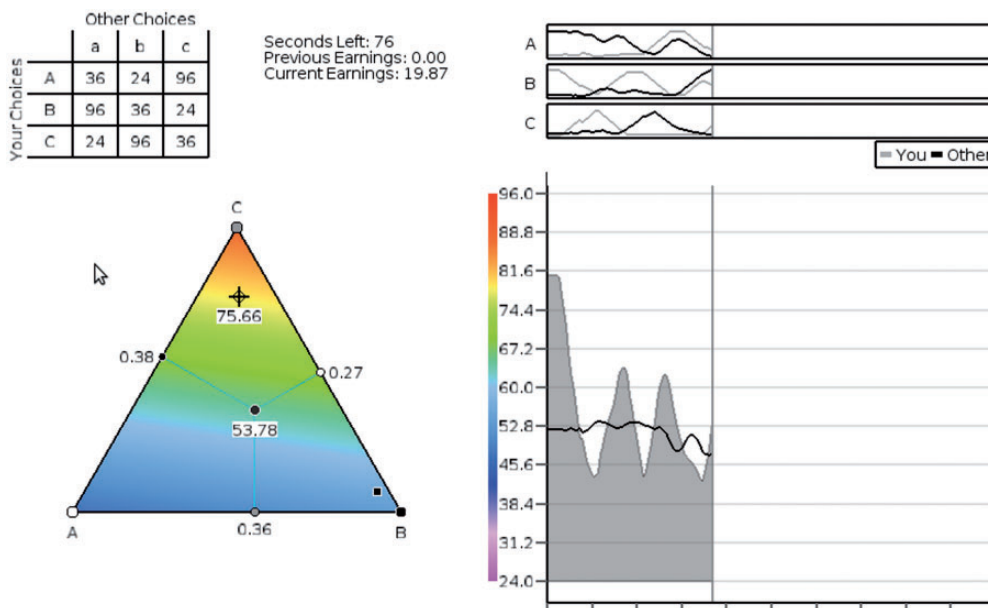 Other Choices
a b c
Your Choices
A 36 24 96
B 96 36 24
C 24 96 36
Seconds Left: 76
Previous Earnings: 0.00
Current Earnings: 19.87
A
B
C
You Other
C
75.66
0.38
0.27
53.78
A
0.36
B
96.0
88.8
81.6
74.4
67.2
60.0
52.8
45.6
38.4
31.2
24.0